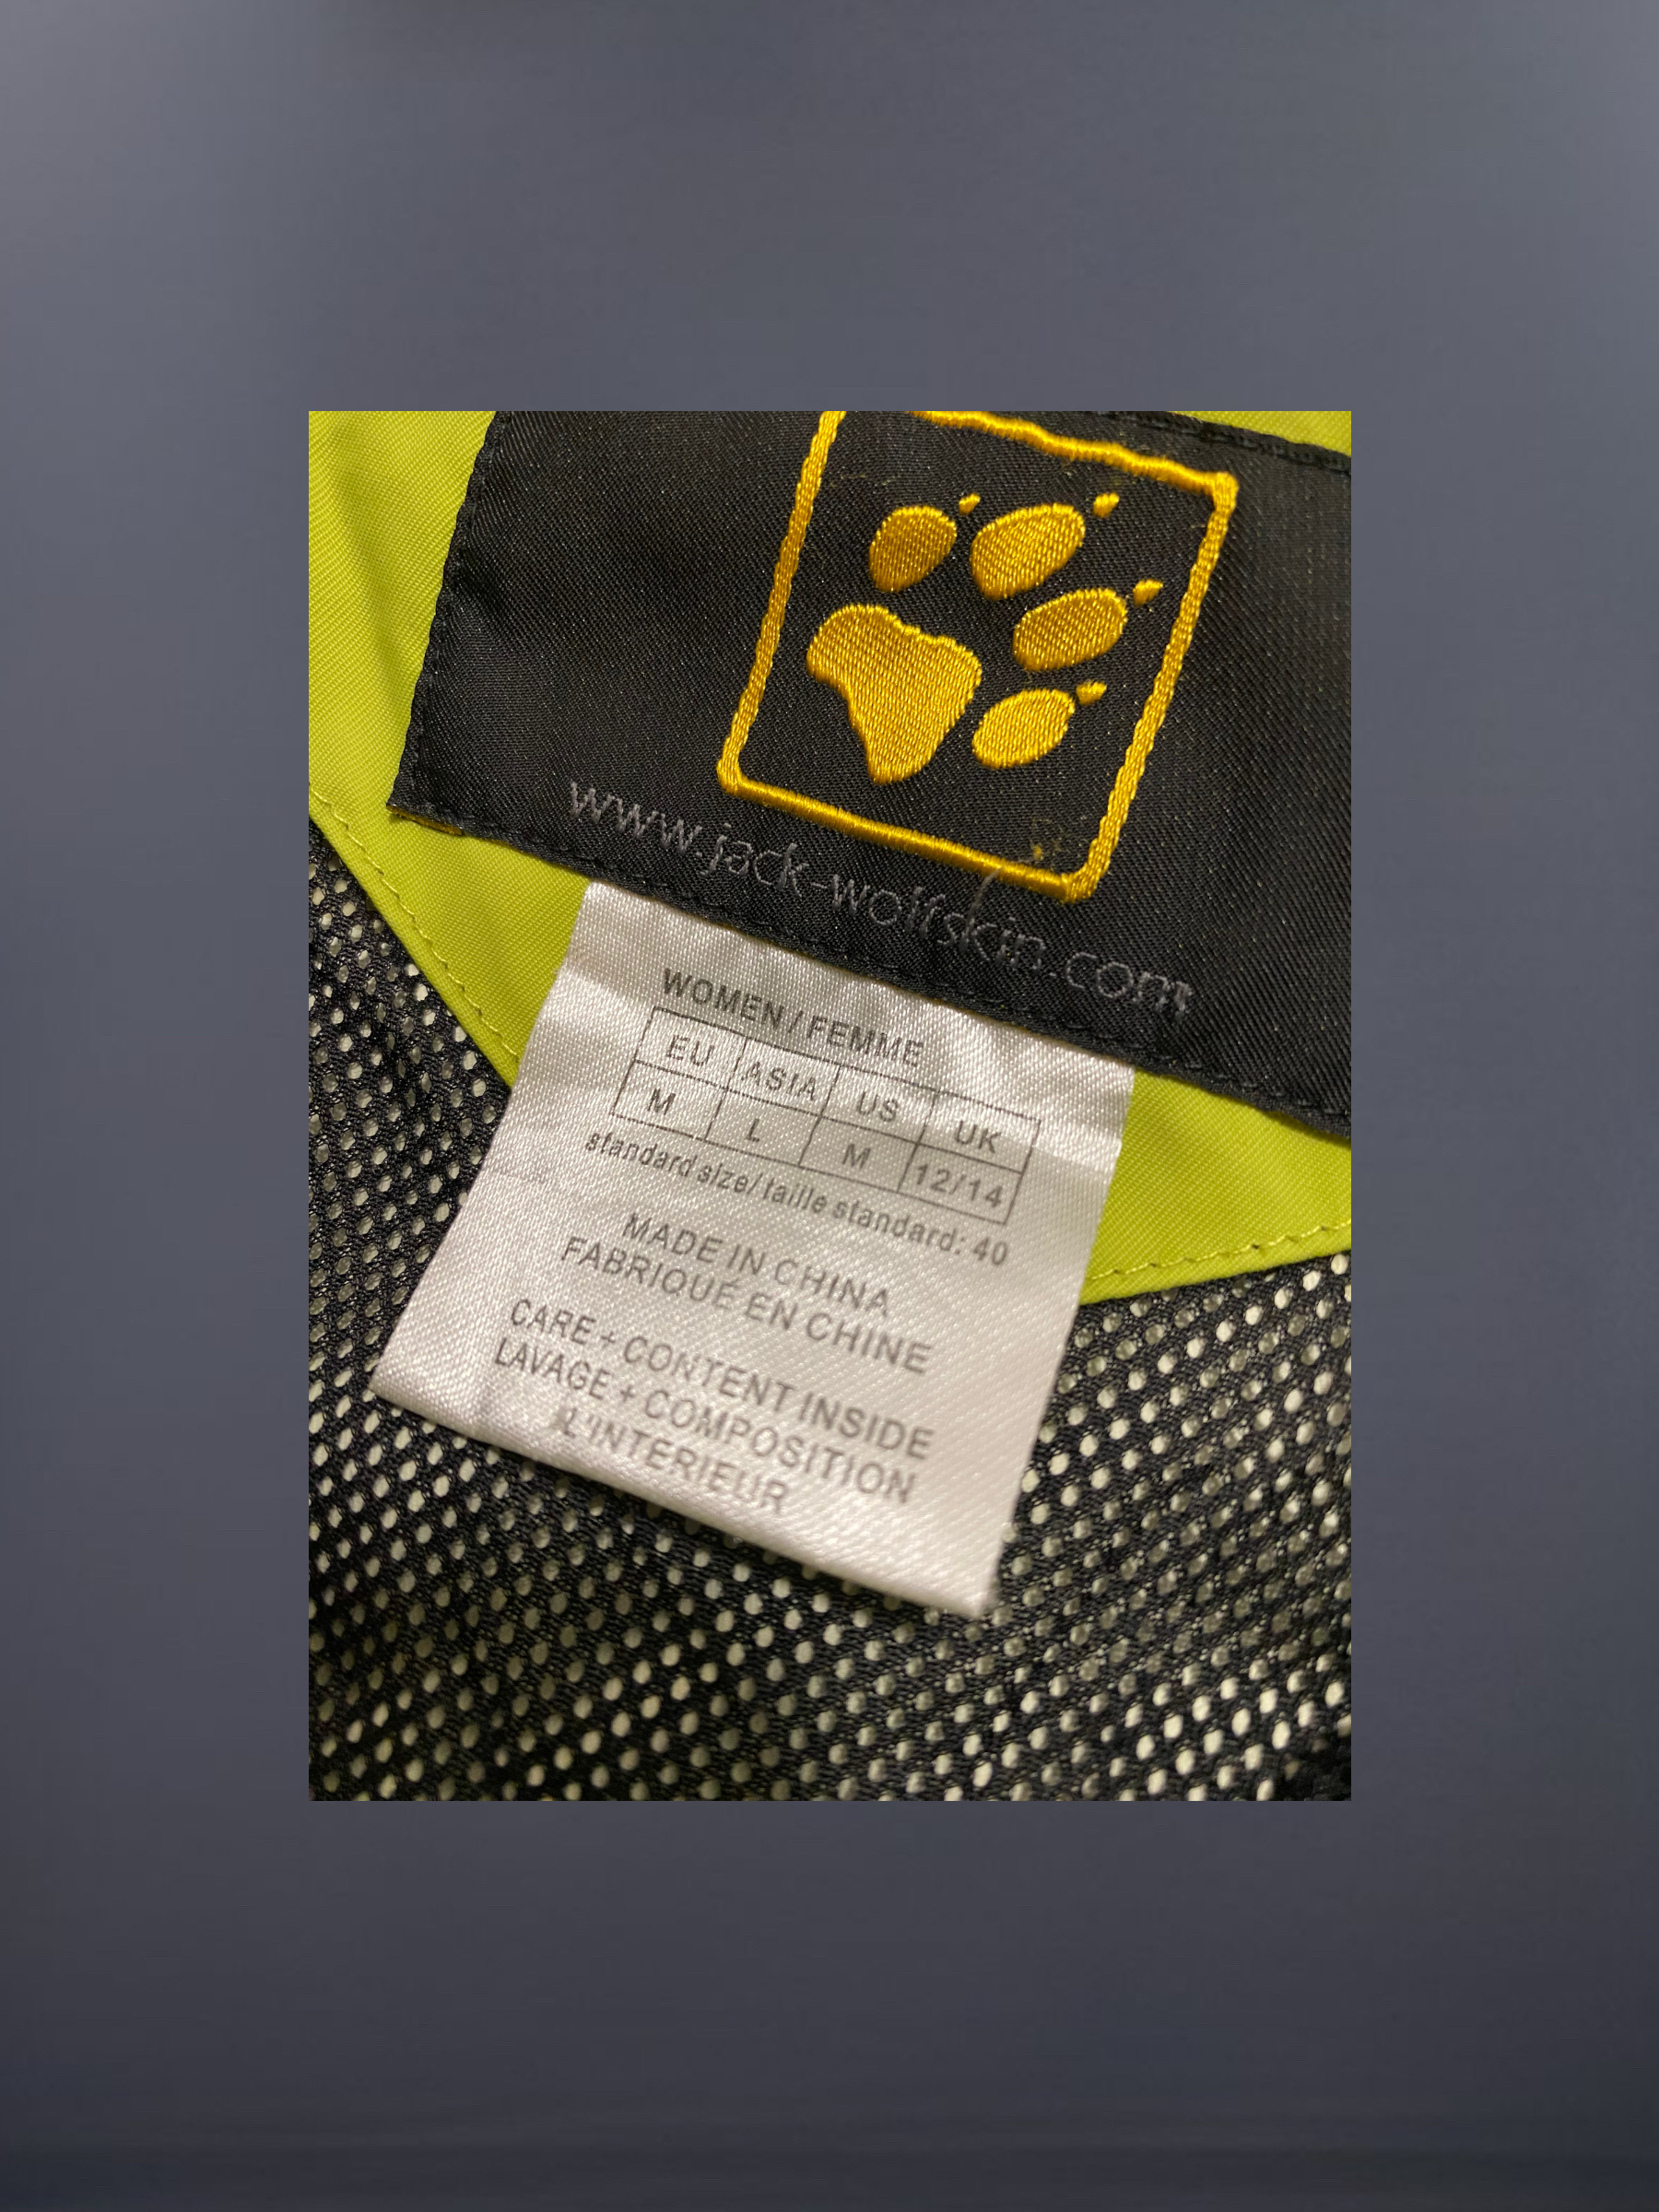 www.jack-wolfskin.com
WOMEN / FEMME
EU ASIA US UK
M L M 12/14
standard size/ taille standard: 40
MADE IN CHINA
FABRIQUÉ EN CHINE
CARE + CONTENT INSIDE
LAVAGE + COMPOSITION
L'INTERIEUR